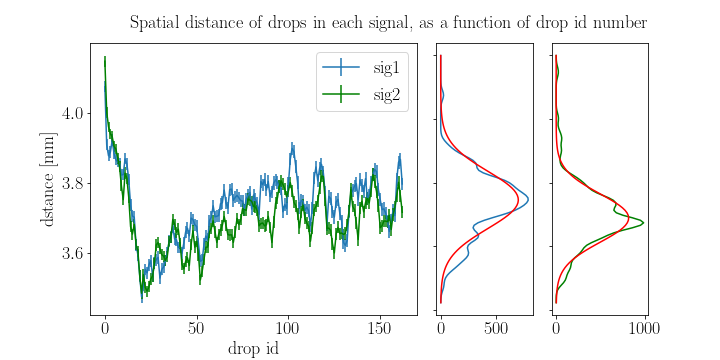 Spatial distance of drops in each signal, as a function of drop id number
dstance [mm]
4.0
3.8
3.6
sig1
sig2
0 50 100 150
drop id
0 500
0 1000